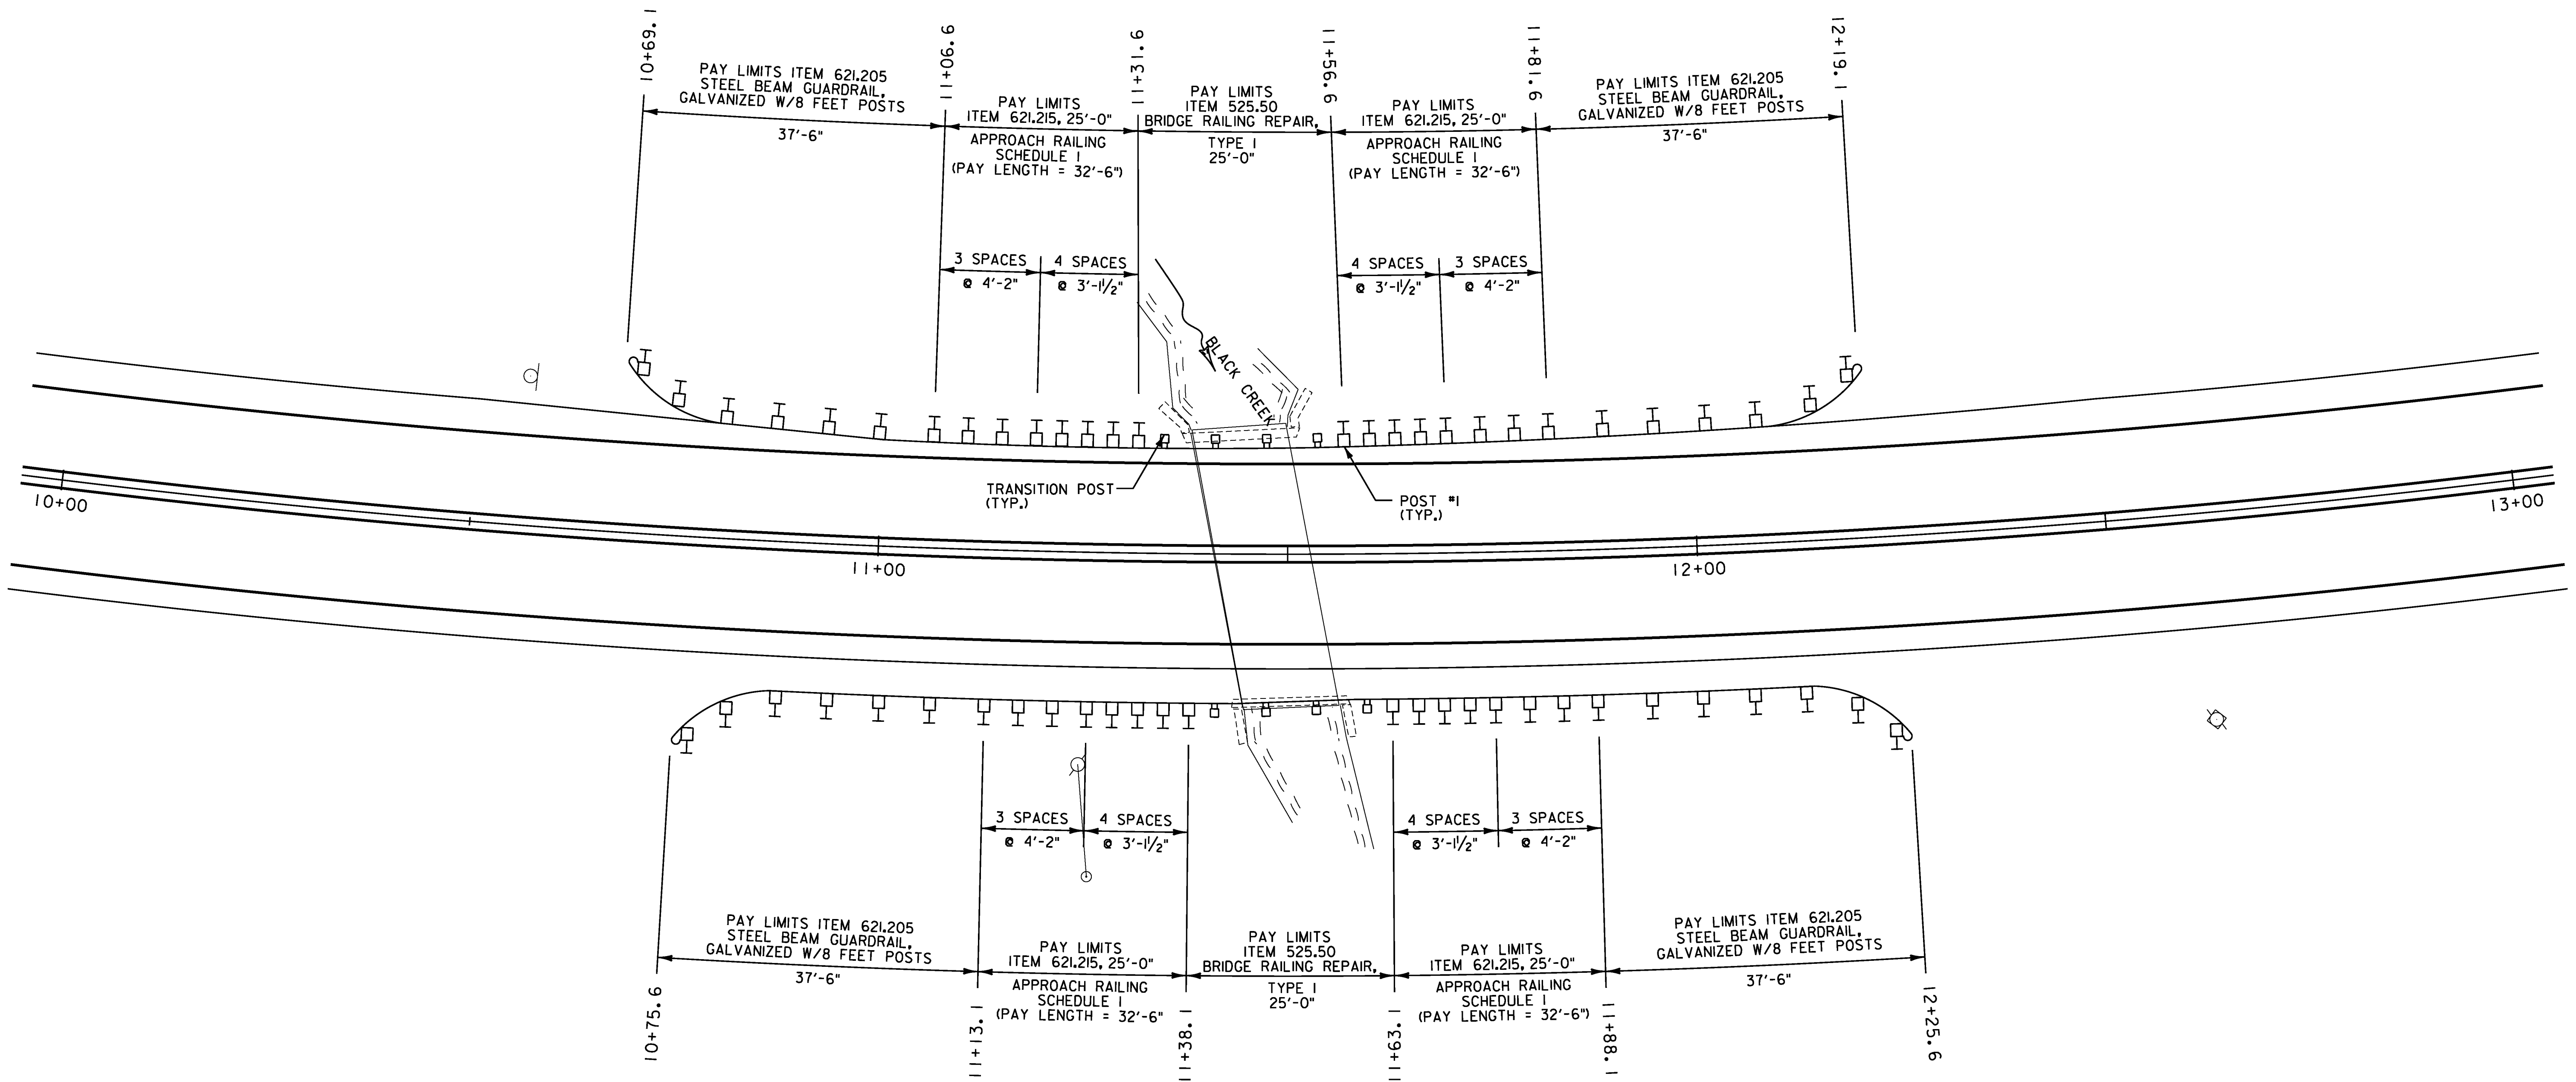 10+69.1
11+06.6
11+31.6
11+56.6
11+81.6
12+19.1
PAY LIMITS ITEM 621.205
STEEL BEAM GUARDRAIL,
GALVANIZED W/8 FEET POSTS
37'-6"
PAY LIMITS
ITEM 621.215, 25'-0"
APPROACH RAILING
SCHEDULE 1
(PAY LENGTH = 32'-6")
PAY LIMITS
ITEM 525.50
BRIDGE RAILING REPAIR,
TYPE I
25'-0"
PAY LIMITS
ITEM 621.215, 25'-0"
APPROACH RAILING
SCHEDULE 1
(PAY LENGTH = 32'-6")
PAY LIMITS ITEM 621.205
STEEL BEAM GUARDRAIL,
GALVANIZED W/8 FEET POSTS
37'-6"
3 SPACES
@ 4'-2"
4 SPACES
@ 3'-1½"
4 SPACES
@ 3'-1½"
3 SPACES
@ 4'-2"
BLACK CREEK
TRANSITION POST
(TYP.)
POST #1
(TYP.)
10+00
11+00
12+00
13+00
3 SPACES
@ 4'-2"
4 SPACES
@ 3'-1½"
4 SPACES
@ 3'-1½"
3 SPACES
@ 4'-2"
PAY LIMITS ITEM 621.205
STEEL BEAM GUARDRAIL,
GALVANIZED W/8 FEET POSTS
37'-6"
PAY LIMITS
ITEM 621.215, 25'-0"
APPROACH RAILING
SCHEDULE 1
(PAY LENGTH = 32'-6"
PAY LIMITS
ITEM 525.50
BRIDGE RAILING REPAIR,
TYPE I
25'-0"
PAY LIMITS
ITEM 621.215, 25'-0"
APPROACH RAILING
SCHEDULE 1
(PAY LENGTH = 32'-6")
PAY LIMITS ITEM 621.205
STEEL BEAM GUARDRAIL,
GALVANIZED W/8 FEET POSTS
37'-6"
10+75.6
11+13.1
11+38.1
11+63.1
11+88.1
12+25.6